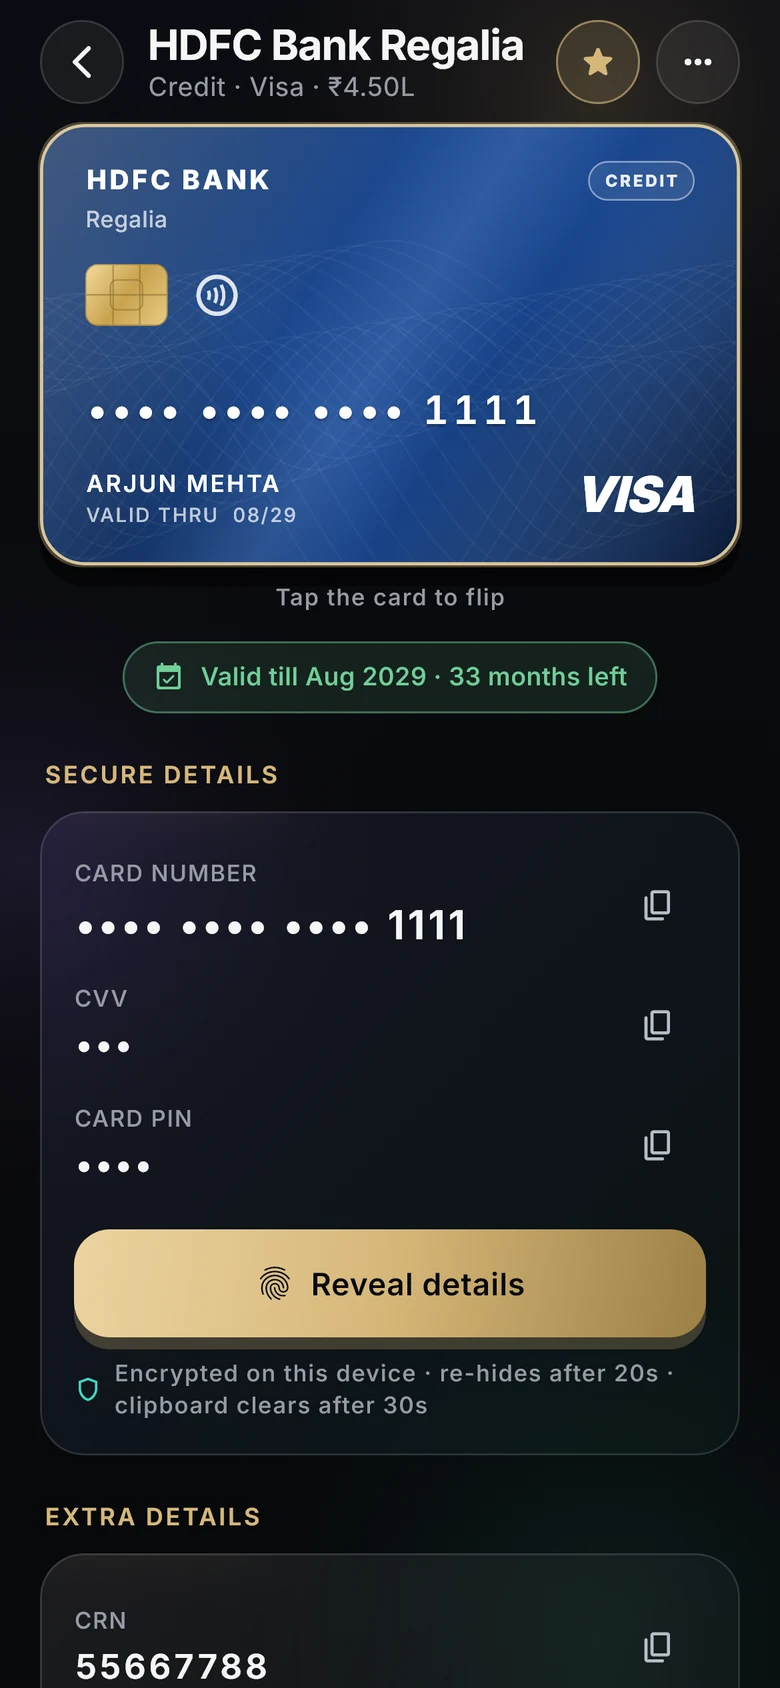 HDFC Bank Regalia
Credit · Visa · ₹4.50L
HDFC BANK
CREDIT
Regalia
•••• •••• •••• 1111
ARJUN MEHTA
VALID THRU 08/29
VISA
Tap the card to flip
Valid till Aug 2029 · 33 months left
SECURE DETAILS
CARD NUMBER
•••• •••• •••• 1111
CVV
•••
CARD PIN
••••
Reveal details
Encrypted on this device · re-hides after 20s ·
clipboard clears after 30s
EXTRA DETAILS
CRN
55667788